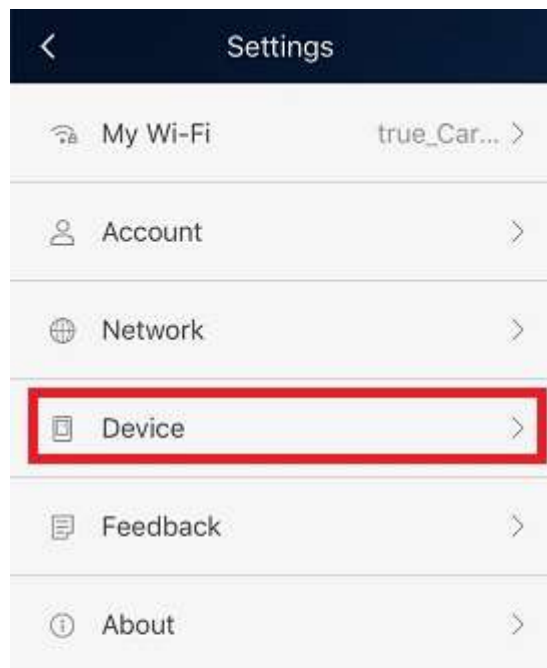 Settings
My Wi-Fi true_Car...
Account
Network
Device
Feedback
About